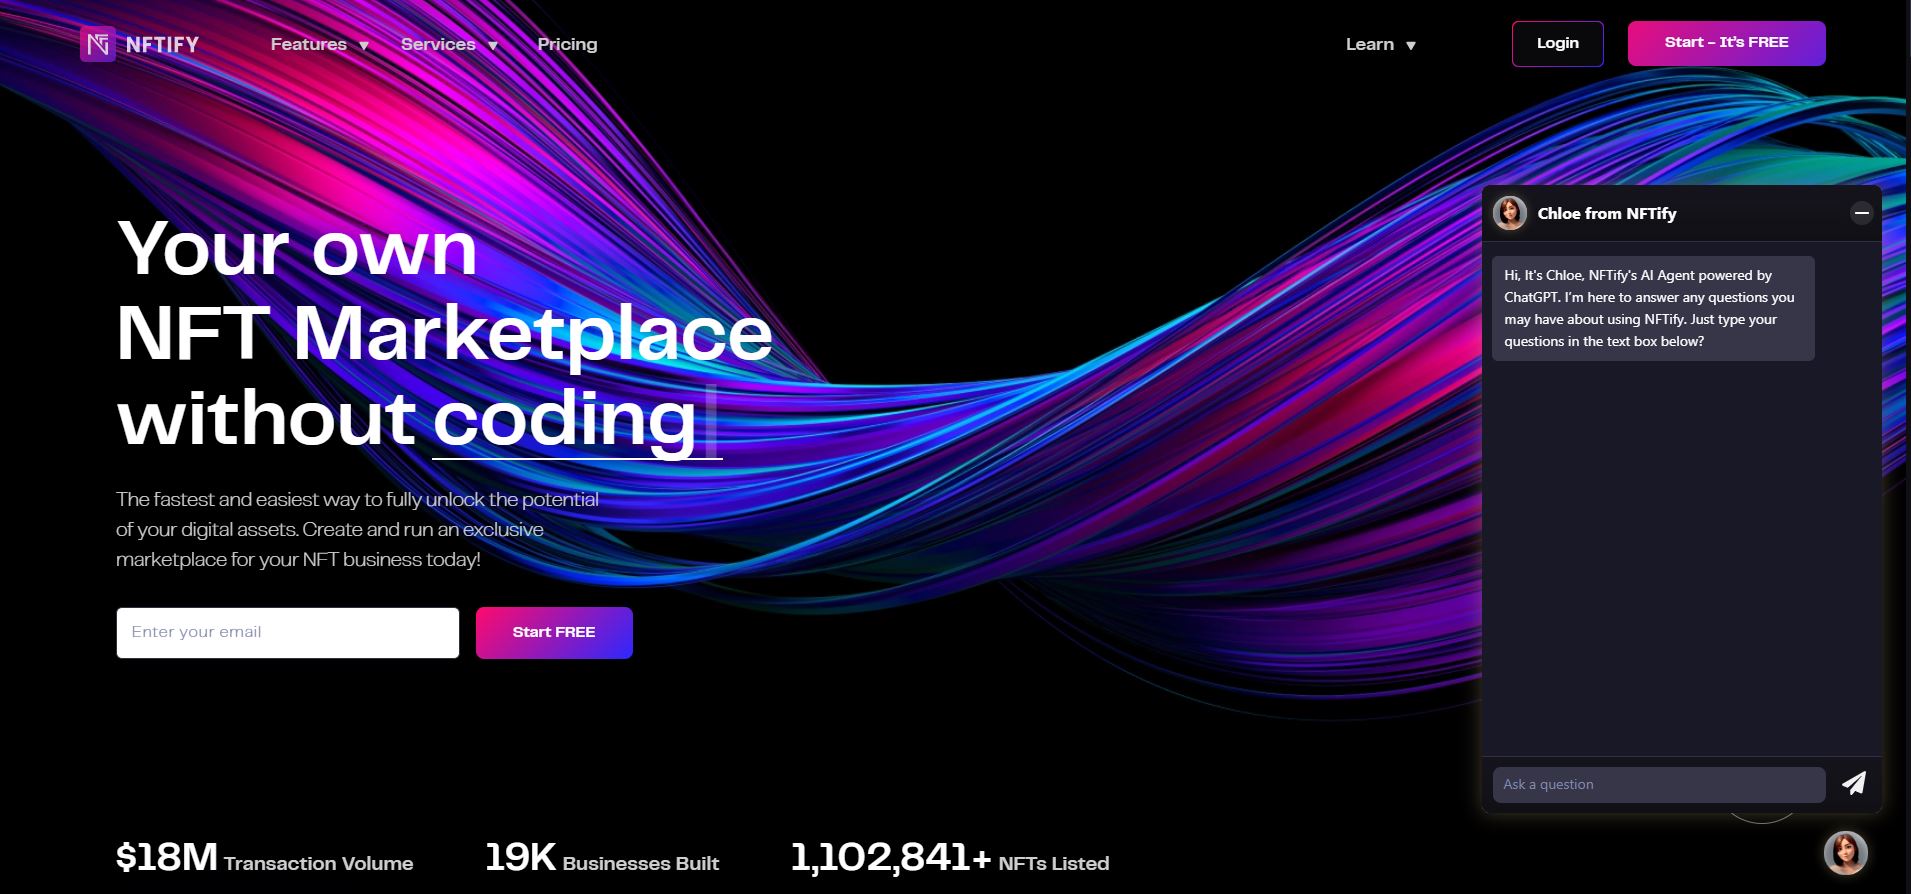 NFTIFY
Features ▼ Services ▼ Pricing
Learn ▼
Login
Start - It's FREE
Your own
NFT Marketplace
without coding
The fastest and easiest way to fully unlock the potential
of your digital assets. Create and run an exclusive
marketplace for your NFT business today!
Enter your email
Start FREE
$18M Transaction Volume
19K Businesses Built
1,102,841+ NFTs Listed
Chloe from NFTify
Hi, It's Chloe, NFTify's AI Agent powered by
ChatGPT. I'm here to answer any questions you
may have about using NFTify. Just type your
questions in the text box below?
Ask a question